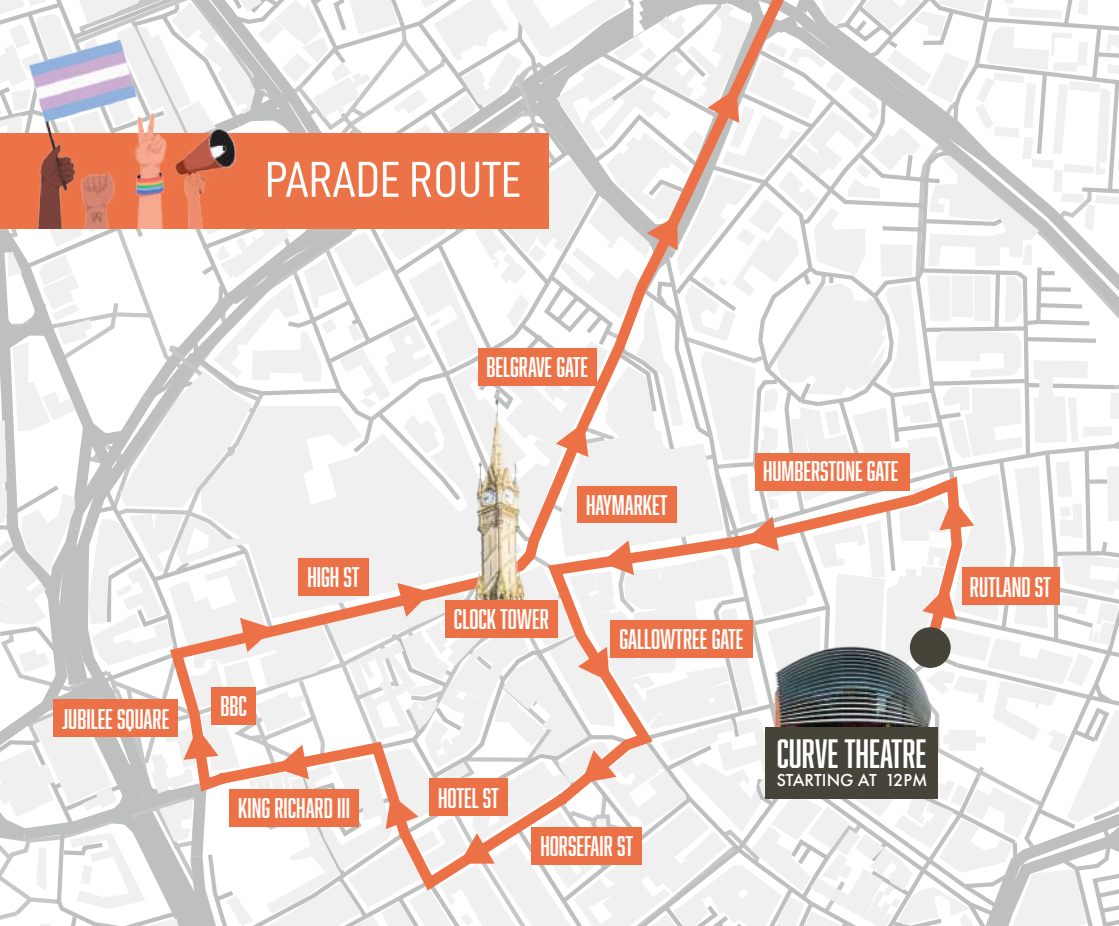 PARADE ROUTE
BELGRAVE GATE
HUMBERSTONE GATE
HAYMARKET
HIGH ST
RUTLAND ST
CLOCK TOWER
GALLOWTREE GATE
BBC
JUBILEE SQUARE
CURVE THEATRE
STARTING AT 12PM
HOTEL ST
KING RICHARD III
HORSEFAIR ST